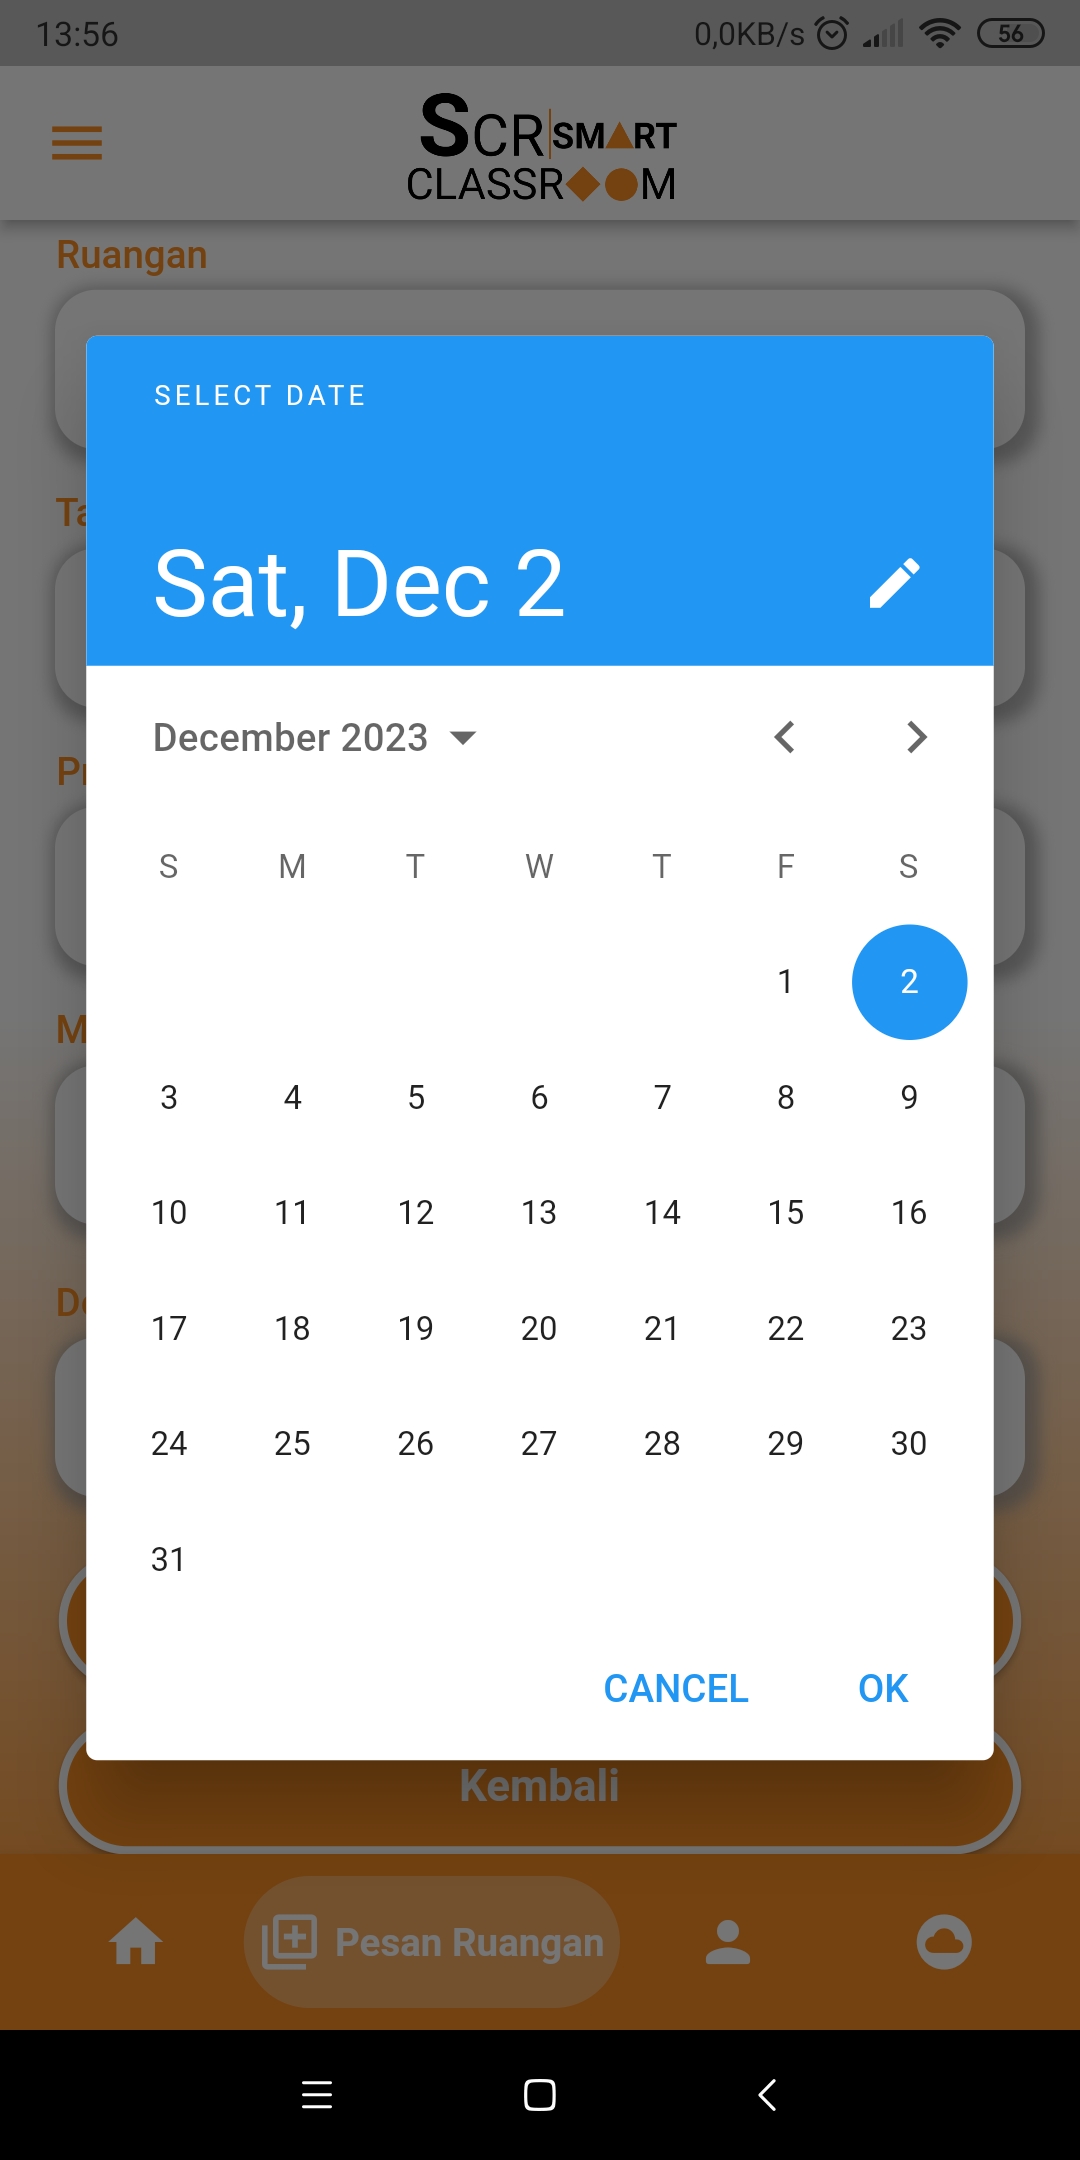 13:56 0,0KB/s 56
SCR SMART
CLASSROOM
Ruangan
SELECT DATE
Sat, Dec 2
December 2023
S M T W T F S
1 2
3 4 5 6 7 8 9
10 11 12 13 14 15 16
17 18 19 20 21 22 23
24 25 26 27 28 29 30
31
CANCEL OK
Kembali
Pesan Ruangan